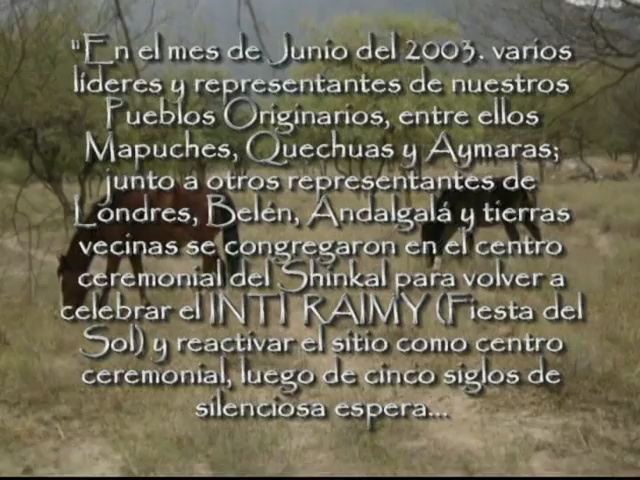 "En el mes de Junio del 2003. varios
líderes y representantes de nuestros
Pueblos Originarios, entre ellos
Mapuches, Quechuas y Aymaras;
junto a otros representantes de
Londres, Belén, Andalgalá y tierras
vecinas se congregaron en el centro
ceremonial del Shinkal para volver a
celebrar el INTI RAIMY (Fiesta del
Sol) y reactivar el sitio como centro
ceremonial, luego de cinco siglos de
silenciosa espera...